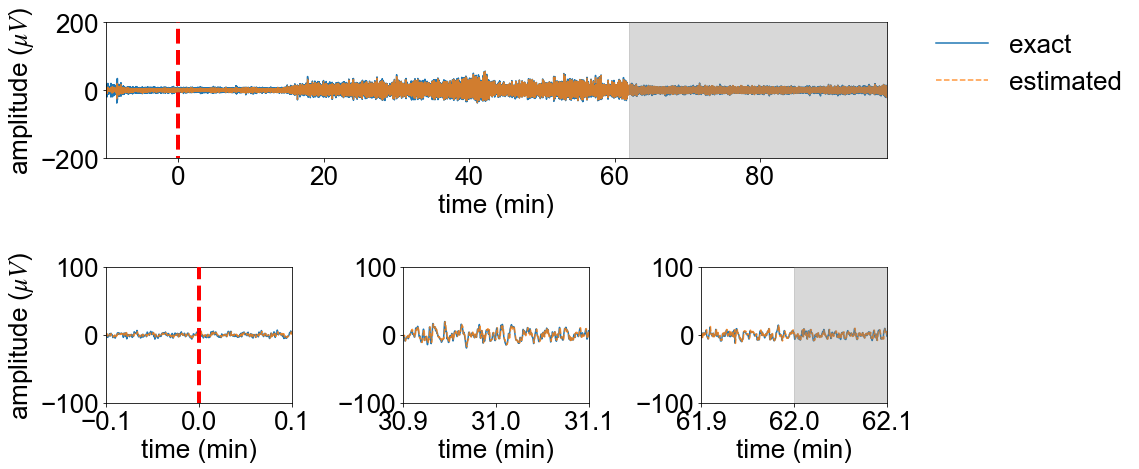 amplitude (μV)
200
0
−200
0 20 40 60 80
time (min)
exact
estimated
amplitude (μV)
100
0
−100
−0.1 0.0 0.1
time (min)
100
0
−100
30.9 31.0 31.1
time (min)
100
0
−100
61.9 62.0 62.1
time (min)